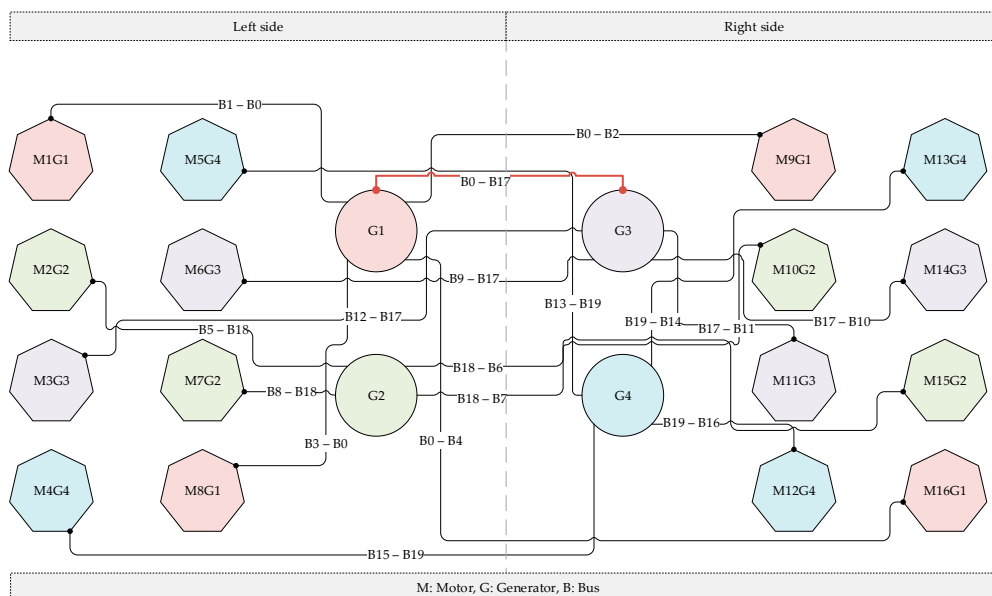 Left side
Right side
B1 – B0
B0 – B2
M1G1
M5G4
M9G1
M13G4
B0 – B17
G1
G3
M2G2
M6G3
M10G2
M14G3
B9 – B17
B13 – B19
B12 – B17
B19 – B14
B17 – B10
B5 – B18
B17 – B11
B18 – B6
M3G3
M7G2
M11G3
M15G2
B8 – B18
G2
B18 – B7
G4
B19 – B16
B3 – B0
B0 – B4
M4G4
M8G1
M12G4
M16G1
B15 – B19
M: Motor, G: Generator, B: Bus